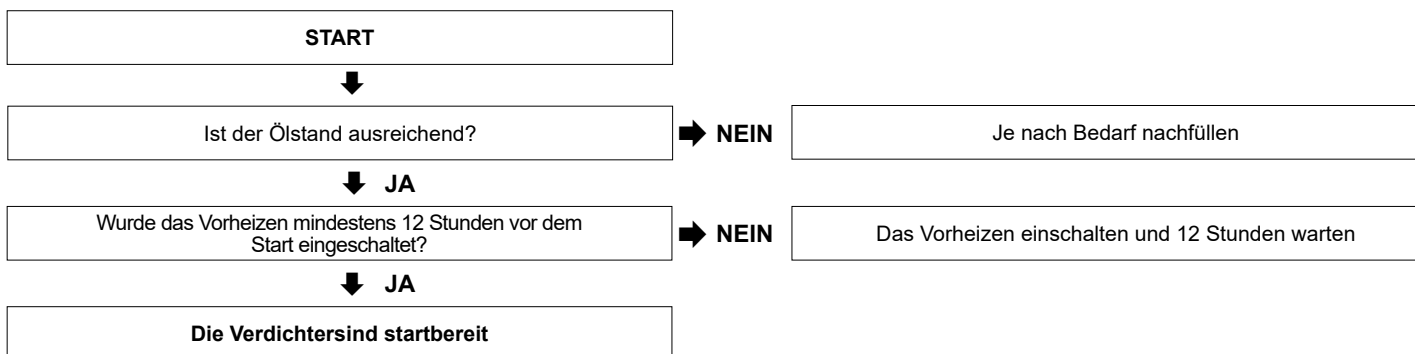 START
Ist der Ölstand ausreichend?
NEIN
Je nach Bedarf nachfüllen
JA
Wurde das Vorheizen mindestens 12 Stunden vor dem
Start eingeschaltet?
NEIN
Das Vorheizen einschalten und 12 Stunden warten
JA
Die Verdichtersind startbereit